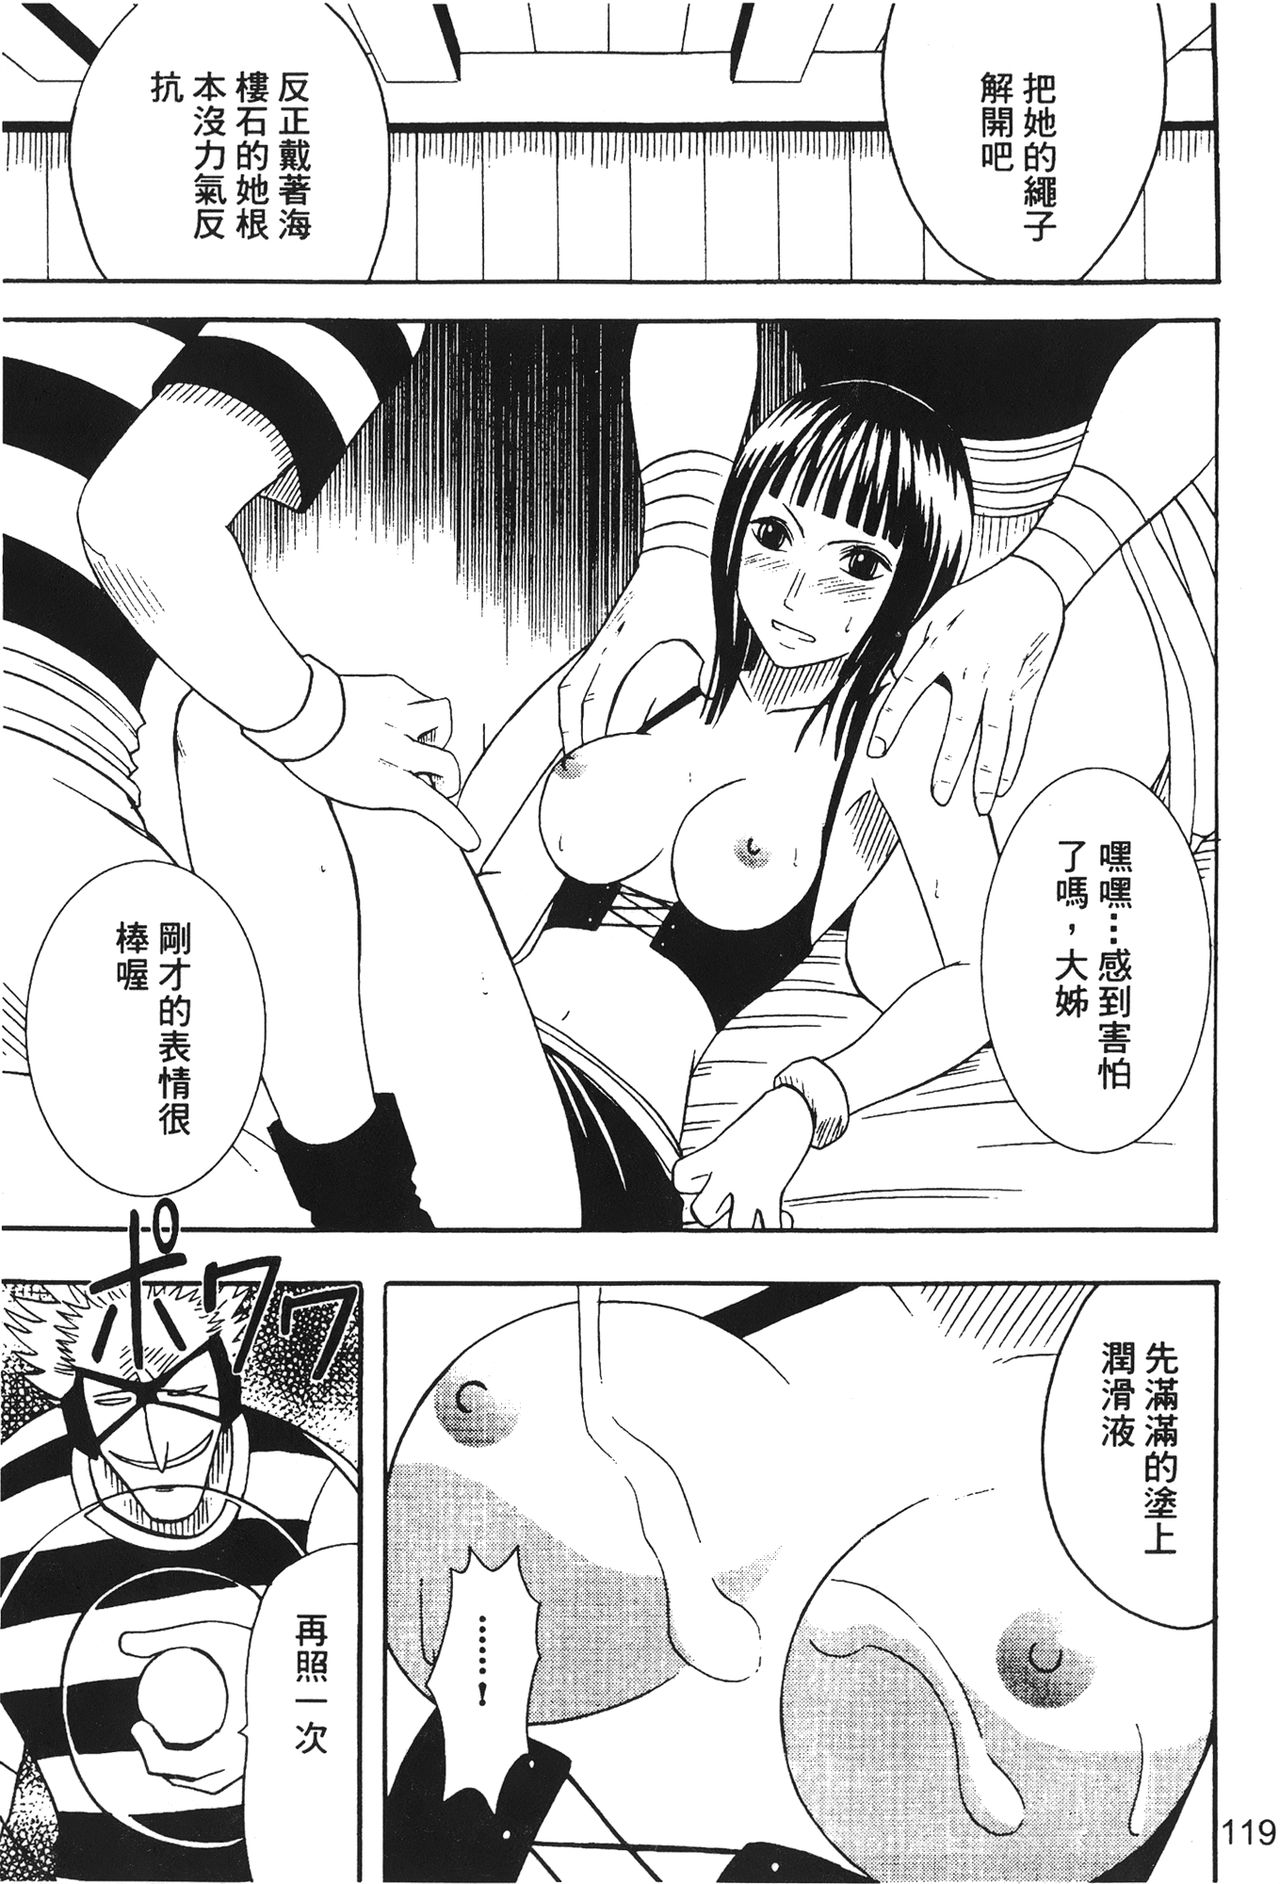 把她的繩子
解開吧
反正戴著海
樓石的她根
本沒力氣反
抗
嘿嘿…感到害怕
了嗎，大姊
剛才的表情很
棒喔
先滿滿的塗上
潤滑液
……！
ポワワ
再照一次
119